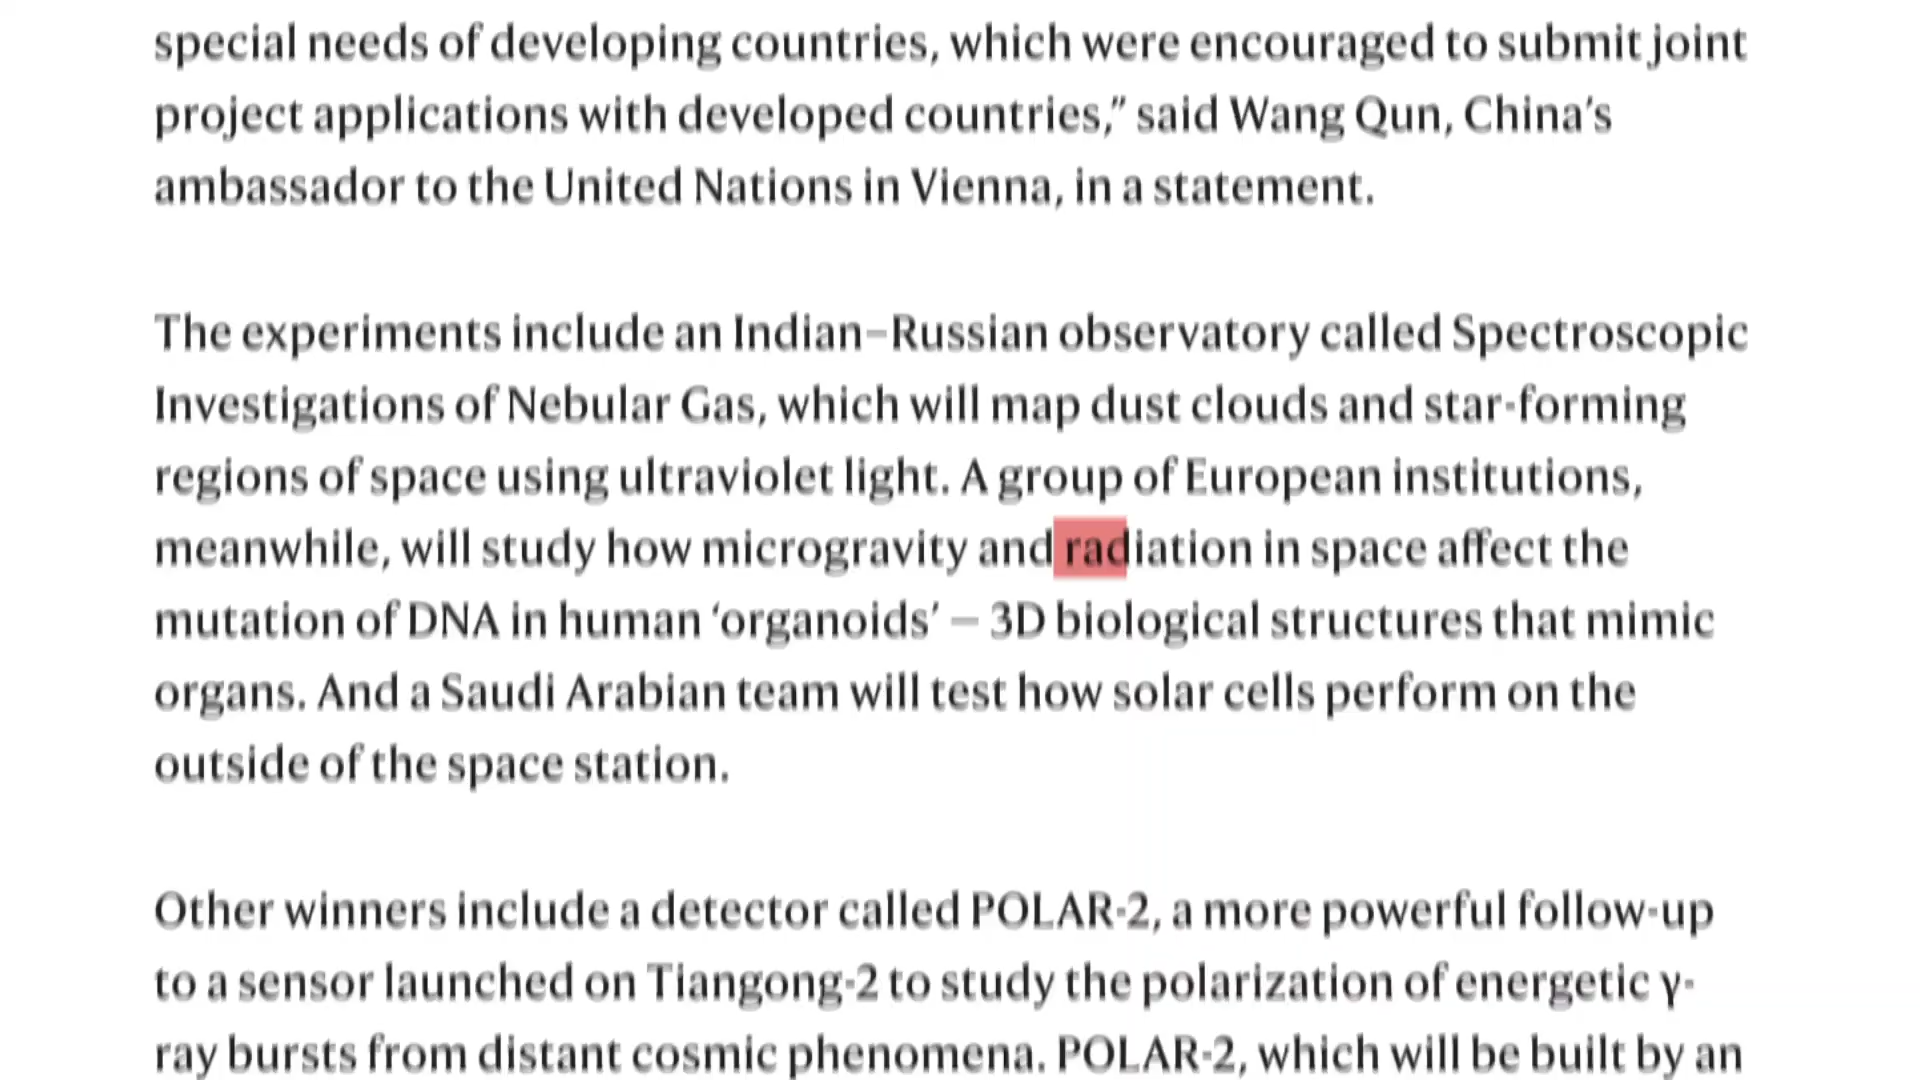 special needs of developing countries, which were encouraged to submit joint
project applications with developed countries,” said Wang Qun, China’s
ambassador to the United Nations in Vienna, in a statement.
The experiments include an Indian–Russian observatory called Spectroscopic
Investigations of Nebular Gas, which will map dust clouds and star-forming
regions of space using ultraviolet light. A group of European institutions,
meanwhile, will study how microgravity and radiation in space affect the
mutation of DNA in human ‘organoids’ — 3D biological structures that mimic
organs. And a Saudi Arabian team will test how solar cells perform on the
outside of the space station.
Other winners include a detector called POLAR-2, a more powerful follow-up
to a sensor launched on Tiangong-2 to study the polarization of energetic γ-
ray bursts from distant cosmic phenomena. POLAR-2, which will be built by an